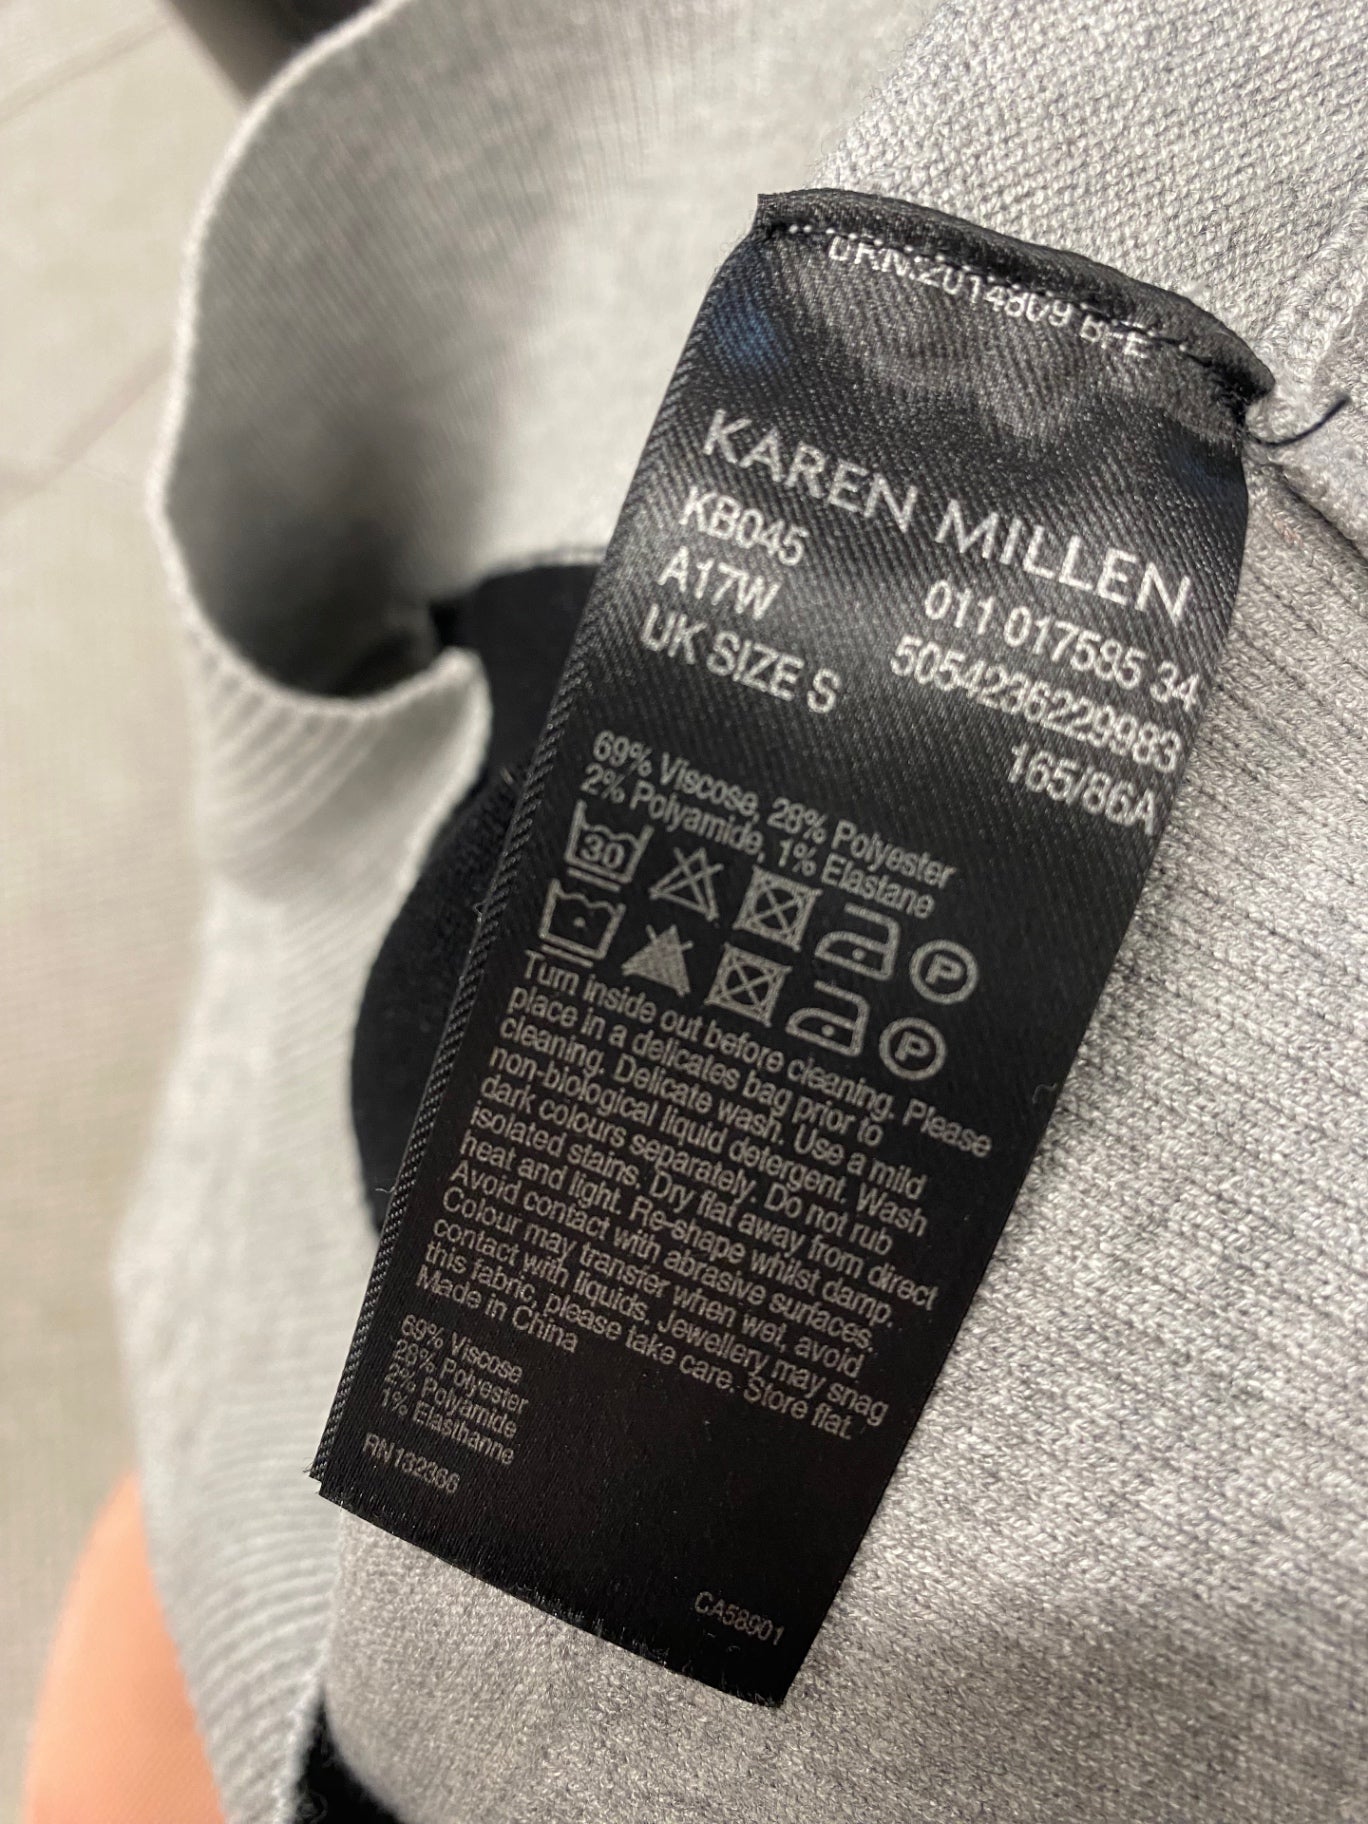 URN:2014809 BFE
KAREN MILLEN
KB045 011 017585 34
A17W 5054236229983
UK SIZE S 165/86A
69% Viscose, 28% Polyester
2% Polyamide, 1% Elastane
30 P
P
Turn inside out before cleaning. Please
place in a delicates bag prior to
cleaning. Delicate wash. Use a mild
non-biological liquid detergent. Wash
dark colours separately. Do not rub
isolated stains. Dry flat away from direct
heat and light. Re-shape whilst damp.
Avoid contact with abrasive surfaces.
Colour may transfer when wet, avoid
contact with liquids. Jewellery may snag
this fabric, please take care. Store flat.
Made in China
69% Viscose
28% Polyester
2% Polyamide
1% Elasthanne
RN132366
CA58901